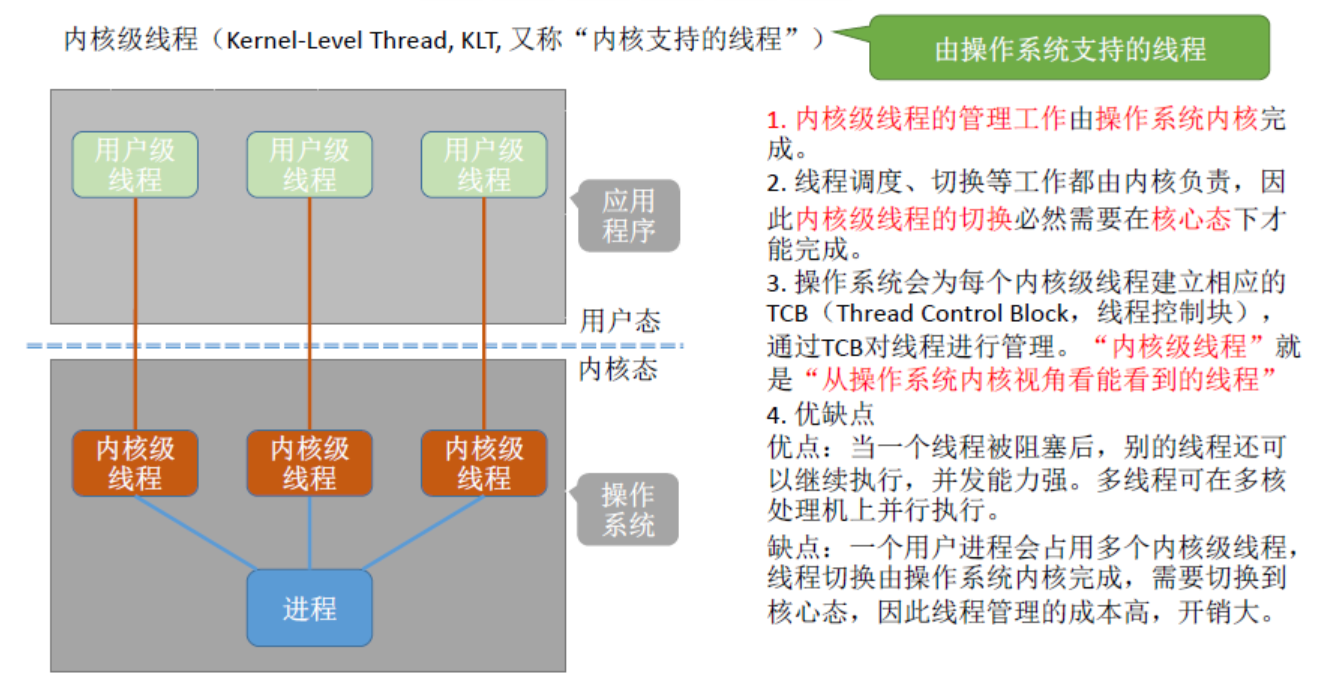 内核级线程（Kernel-Level Thread, KLT, 又称“内核支持的线程”）
由操作系统支持的线程
用户级
线程
用户级
线程
用户级
线程
应用
程序
用户态
内核态
内核级
线程
内核级
线程
内核级
线程
操作
系统
进程
1. 内核级线程的管理工作由操作系统内核完
成。
2. 线程调度、切换等工作都由内核负责，因
此内核级线程的切换必然需要在核心态下才
能完成。
3. 操作系统会为每个内核级线程建立相应的
TCB（Thread Control Block，线程控制块），
通过TCB对线程进行管理。“内核级线程”就
是“从操作系统内核视角看能看到的线程”
4. 优缺点
优点：当一个线程被阻塞后，别的线程还可
以继续执行，并发能力强。多线程可在多核
处理机上并行执行。
缺点：一个用户进程会占用多个内核级线程，
线程切换由操作系统内核完成，需要切换到
核心态，因此线程管理的成本高，开销大。